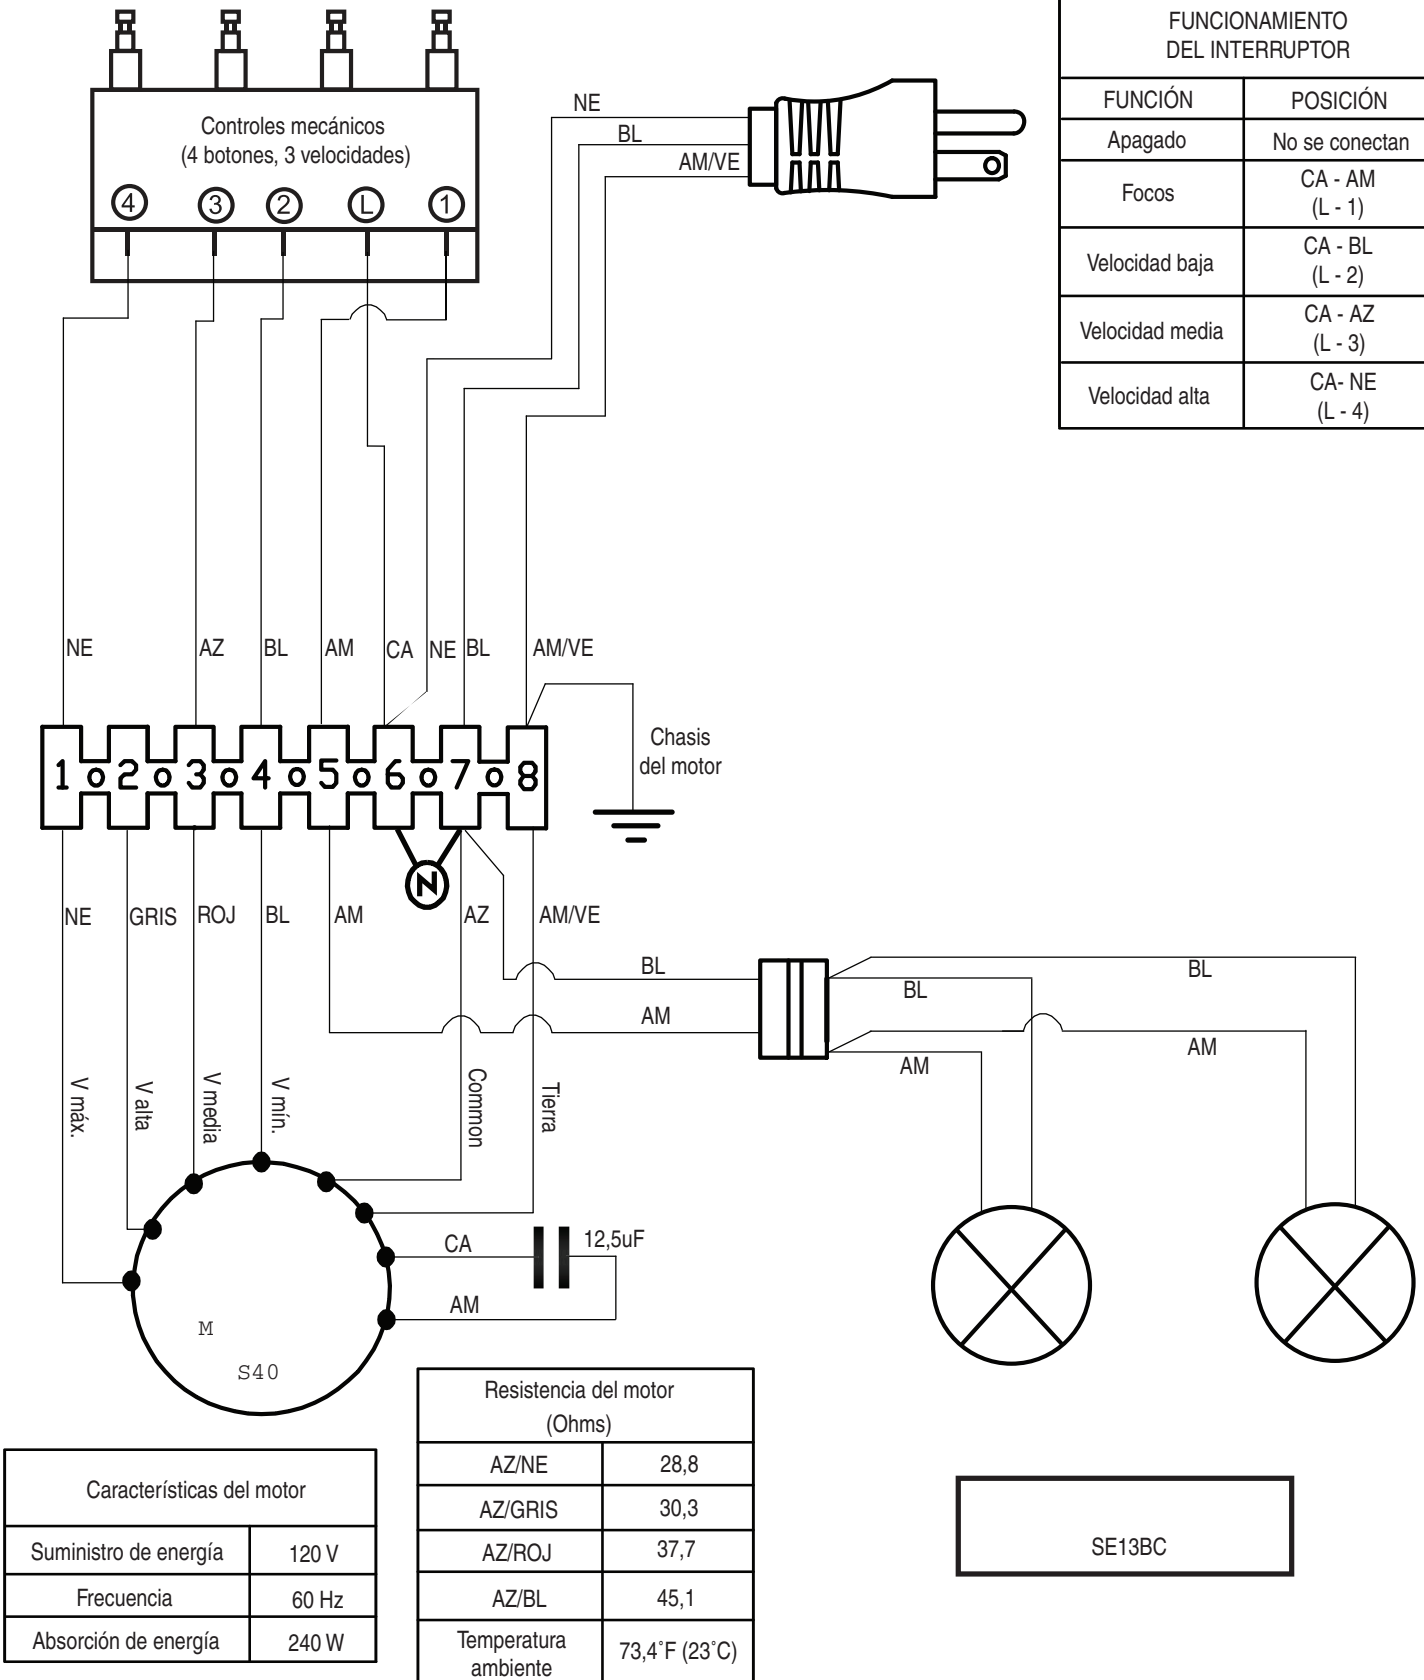 FUNCIONAMIENTO
DEL INTERRUPTOR
FUNCIÓN POSICIÓN
Apagado No se conectan
Focos CA - AM
(L - 1)
Velocidad baja CA - BL
(L - 2)
Velocidad media CA - AZ
(L - 3)
Velocidad alta CA- NE
(L - 4)
Controles mecánicos
(4 botones, 3 velocidades)
4 3 2 L 1
NE
BL
AM/VE
NE AZ BL AM CA NE BL AM/VE
Chasis
del motor
1 2 3 4 5 6 7 8
N
NE GRIS ROJ BL AM AZ AM/VE
BL
AM
BL
BL
AM
AM
V máx.
V alta
V media
V mín.
Common
Tierra
CA
12,5uF
AM
M
S40
Resistencia del motor
(Ohms)
AZ/NE 28,8
AZ/GRIS 30,3
AZ/ROJ 37,7
AZ/BL 45,1
Temperatura
ambiente 73,4˚F (23˚C)
Características del motor
Suministro de energía 120 V
Frecuencia 60 Hz
Absorción de energía 240 W
SE13BC